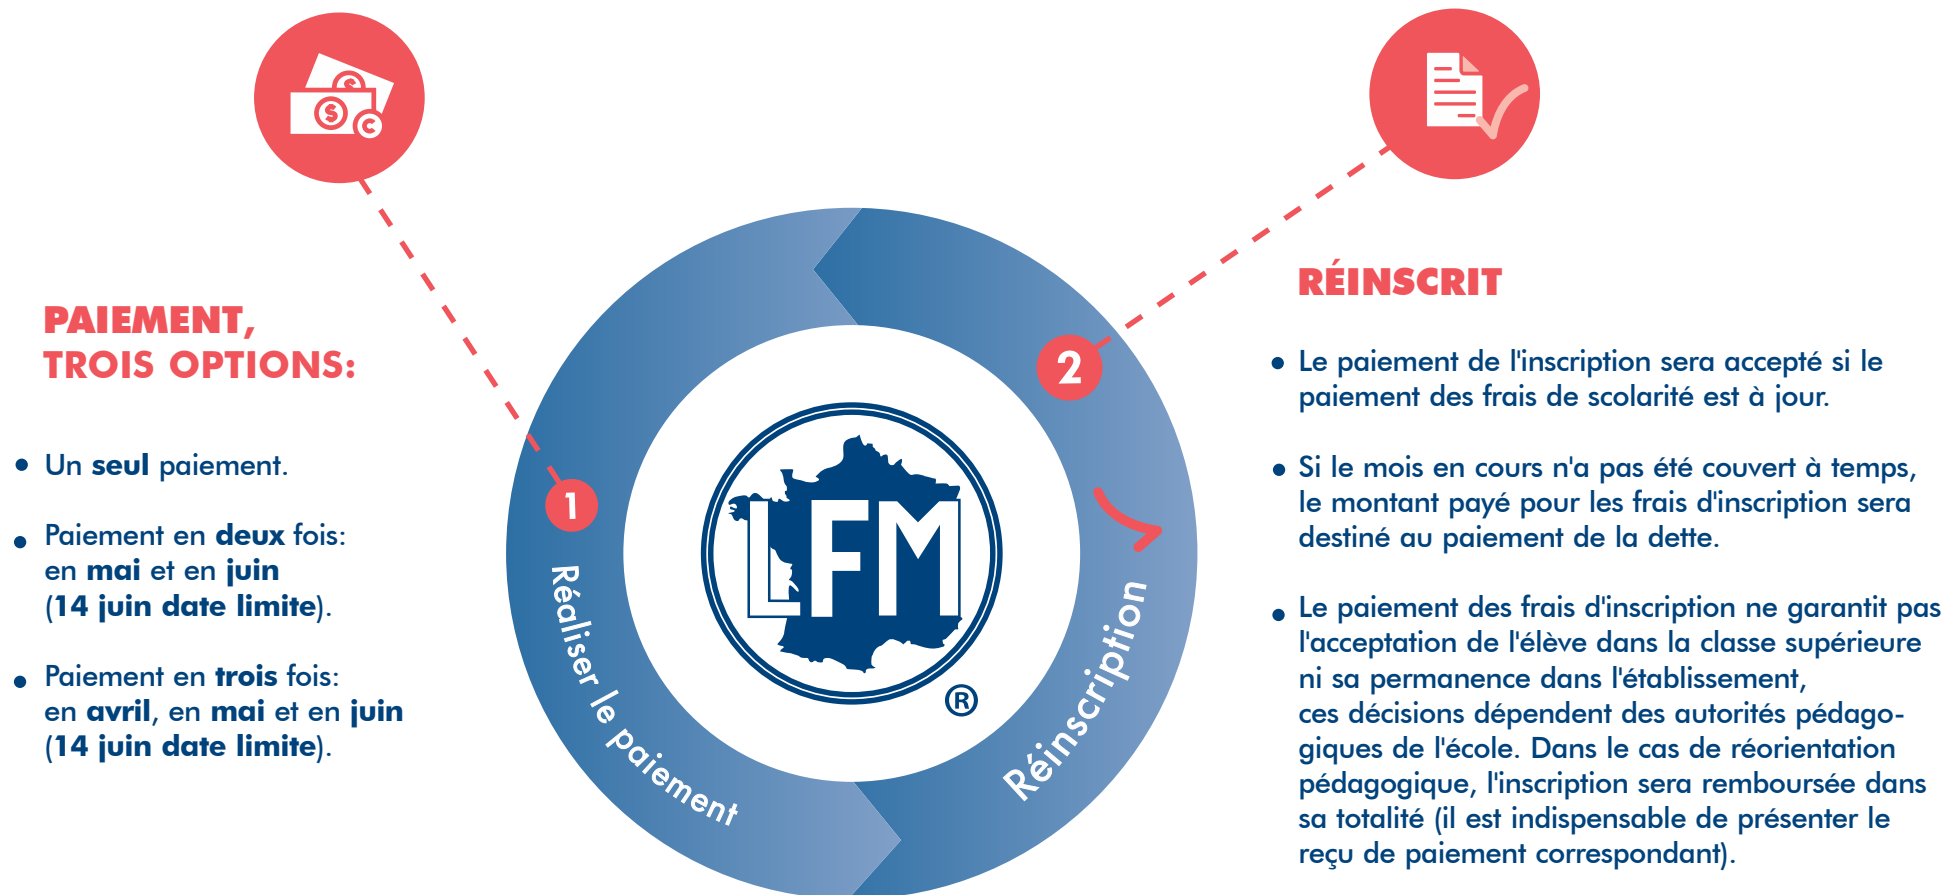 PAIEMENT,
TROIS OPTIONS:
• Un seul paiement.
• Paiement en deux fois:
en mai et en juin
(14 juin date limite).
• Paiement en trois fois:
en avril, en mai et en juin
(14 juin date limite).
1
Réaliser le paiement
LFM
®
2
Réinscription
RÉINSCRIT
• Le paiement de l'inscription sera accepté si le
paiement des frais de scolarité est à jour.
• Si le mois en cours n'a pas été couvert à temps,
le montant payé pour les frais d'inscription sera
destiné au paiement de la dette.
• Le paiement des frais d'inscription ne garantit pas
l'acceptation de l'élève dans la classe supérieure
ni sa permanence dans l'établissement,
ces décisions dépendent des autorités pédago-
giques de l'école. Dans le cas de réorientation
pédagogique, l'inscription sera remboursée dans
sa totalité (il est indispensable de présenter le
reçu de paiement correspondant).